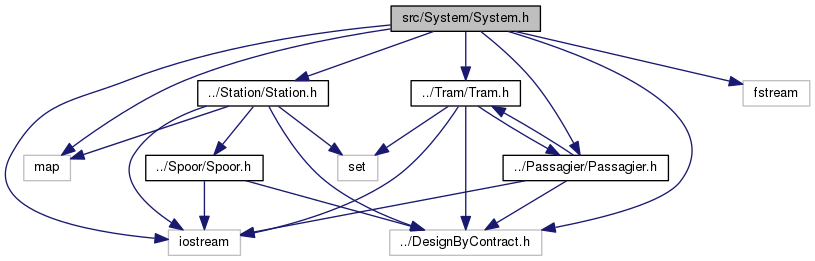 src/System/System.h
../Station/Station.h
../Tram/Tram.h
fstream
map
../Spoor/Spoor.h
set
../Passagier/Passagier.h
iostream
../DesignByContract.h